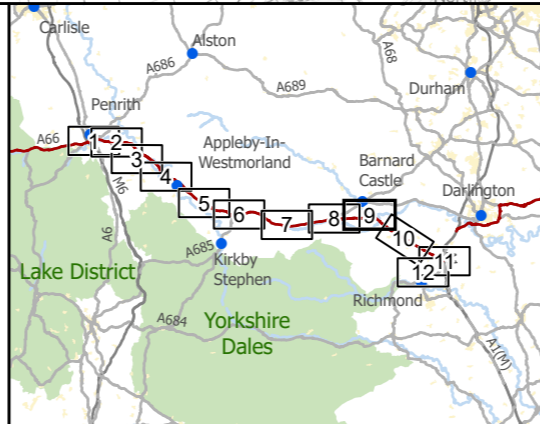 Carlisle
Alston
A68
A686
A689
Durham
Penrith
A66
1
2
3
Appleby-In-
Westmorland
4
Barnard
Castle
Darlington
M6
5
6
7
8
9
10
11
12
A6
A685
Kirkby
Stephen
Lake District
Richmond
A684
Yorkshire
Dales
A1(M)